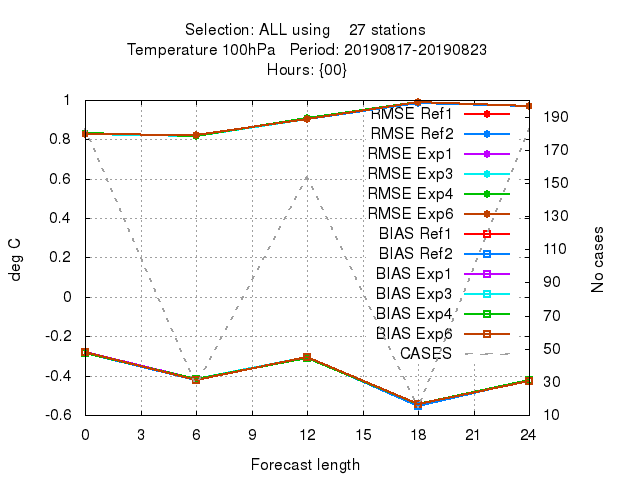 Selection: ALL using    27 stations
Temperature 100hPa   Period: 20190817-20190823
Hours: {00}
deg C
1
0.8
0.6
0.4
0.2
0
-0.2
-0.4
-0.6
RMSE Ref1
RMSE Ref2
RMSE Exp1
RMSE Exp3
RMSE Exp4
RMSE Exp6
BIAS Ref1
BIAS Ref2
BIAS Exp1
BIAS Exp3
BIAS Exp4
BIAS Exp6
CASES
190
170
150
130
110
90
70
50
30
10
No cases
0 3 6 9 12 15 18 21 24
Forecast length